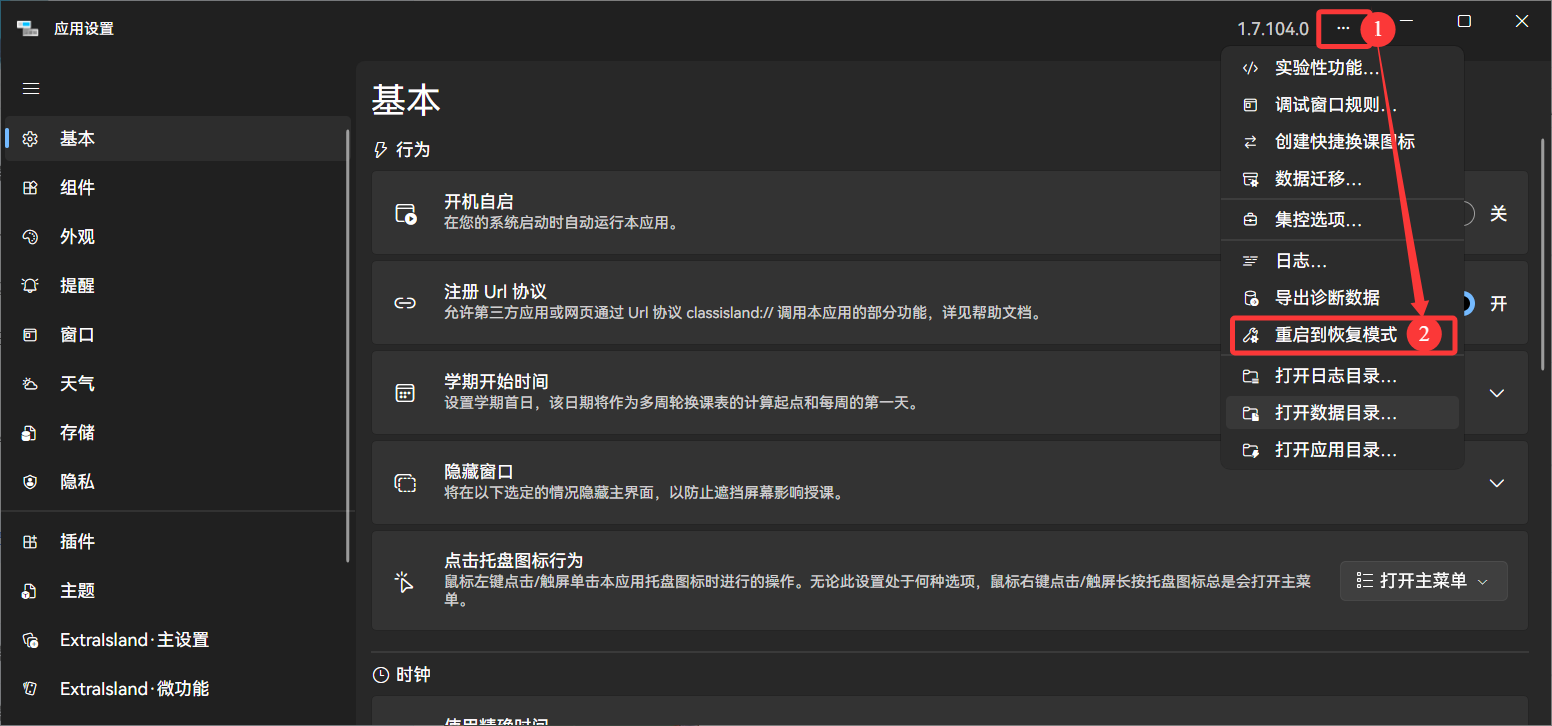 应用设置
1.7.104.0
···
1
实验性功能...
调试窗口规则...
创建快捷换课图标
数据迁移...
集控选项...
日志...
导出诊断数据
重启到恢复模式
2
打开日志目录...
打开数据目录...
打开应用目录...
基本
组件
外观
提醒
窗口
天气
存储
隐私
插件
主题
ExtraIsland·主设置
ExtraIsland·微功能
基本
行为
开机自启
在您的系统启动时自动运行本应用。
关
注册 Url 协议
允许第三方应用或网页通过 Url 协议 classisland:// 调用本应用的部分功能，详见帮助文档。
开
学期开始时间
设置学期首日，该日期将作为多周轮换课表的计算起点和每周的第一天。
隐藏窗口
将在以下选定的情况隐藏主界面，以防止遮挡屏幕影响授课。
点击托盘图标行为
鼠标左键点击/触屏单击本应用托盘图标时进行的操作。无论此设置处于何种选项，鼠标右键点击/触屏长按托盘图标总是会打开主菜
单。
打开主菜单
时钟
使用精确时间